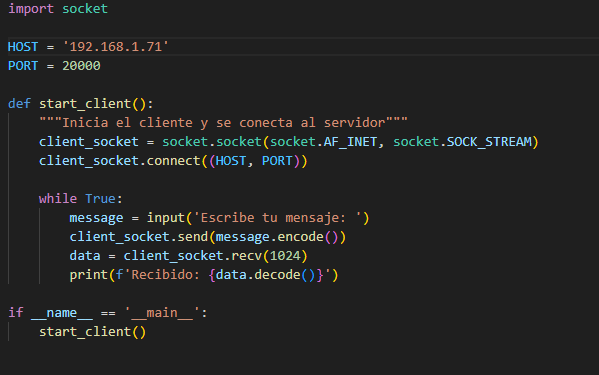 import socket
HOST = '192.168.1.71'
PORT = 20000
def start_client():
    """Inicia el cliente y se conecta al servidor"""
    client_socket = socket.socket(socket.AF_INET, socket.SOCK_STREAM)
    client_socket.connect((HOST, PORT))
    while True:
        message = input('Escribe tu mensaje: ')
        client_socket.send(message.encode())
        data = client_socket.recv(1024)
        print(f'Recibido: {data.decode()}')
if __name__ == '__main__':
    start_client()